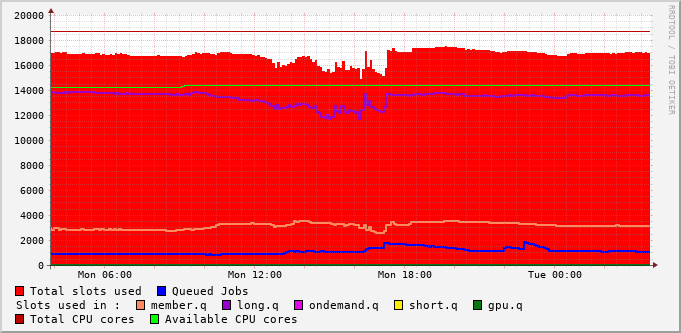 RRDTOOL / TOBI OETIKER
20000
18000
16000
14000
12000
10000
8000
6000
4000
2000
0
Mon 06:00 Mon 12:00 Mon 18:00 Tue 00:00
Total slots used Queued Jobs
Slots used in : member.q long.q ondemand.q short.q gpu.q
Total CPU cores Available CPU cores